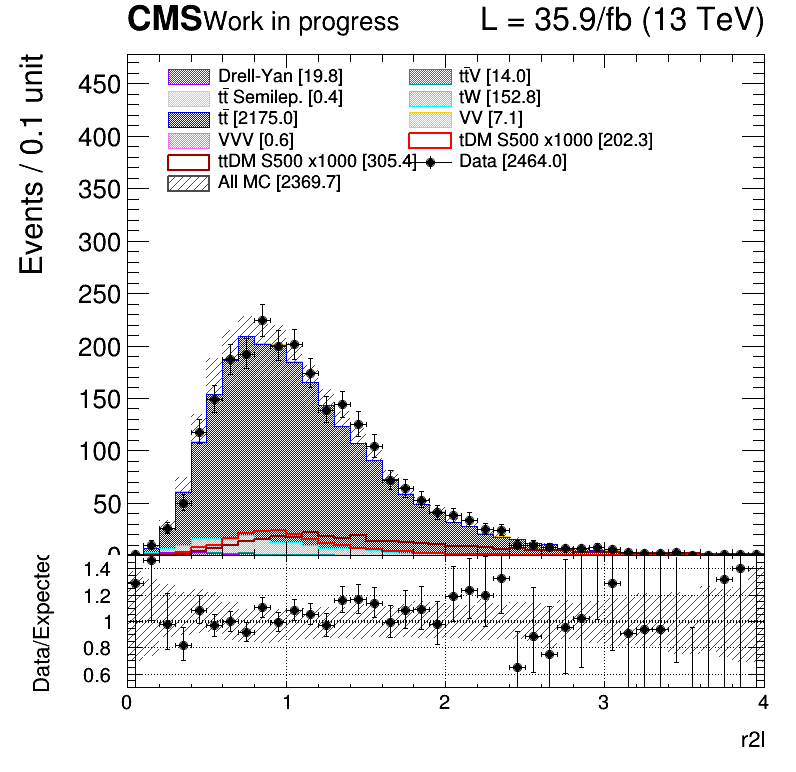 CMS Work in progress L = 35.9/fb (13 TeV)
Events / 0.1 unit
450
400
350
300
250
200
150
100
50
0
Drell-Yan [19.8] tt̄V [14.0]
tt̄ Semilep. [0.4] tW [152.8]
tt̄ [2175.0] VV [7.1]
VVV [0.6] tDM S500 x1000 [202.3]
ttDM S500 x1000 [305.4] Data [2464.0]
All MC [2369.7]
Data/Expected
1.4
1.2
1
0.8
0.6
0 1 2 3 4
r2l